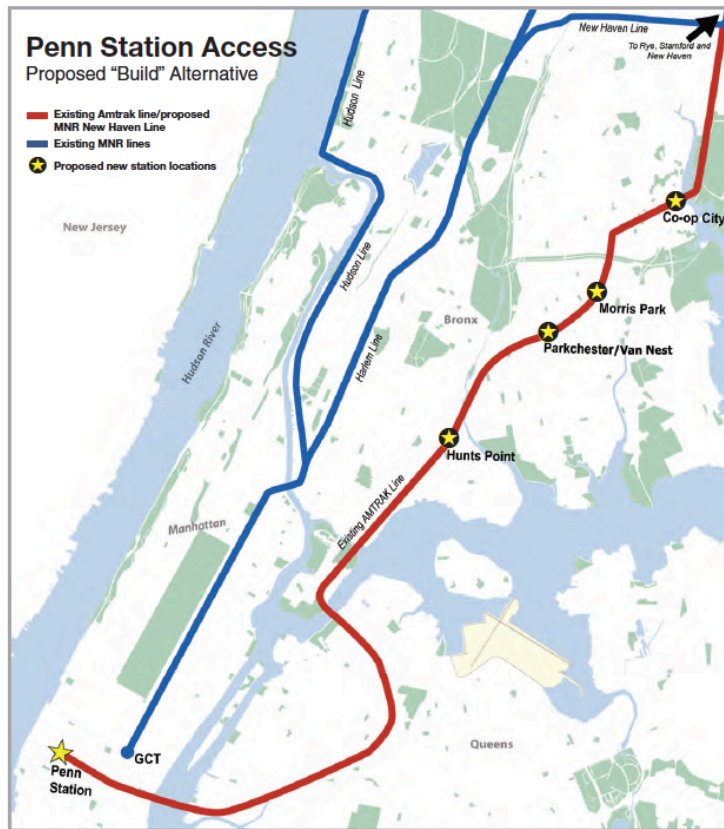 Penn Station Access
Proposed “Build” Alternative
Existing Amtrak line/proposed
MNR New Haven Line
Existing MNR lines
Proposed new station locations
New Haven Line
To Rye, Stamford and
New Haven
Hudson Line
Co-op City
New Jersey
Hudson Line
Morris Park
Bronx
Parkchester/Van Nest
Harlem Line
Hudson River
Hunts Point
Existing AMTRAK Line
Manhattan
Queens
GCT
Penn
Station